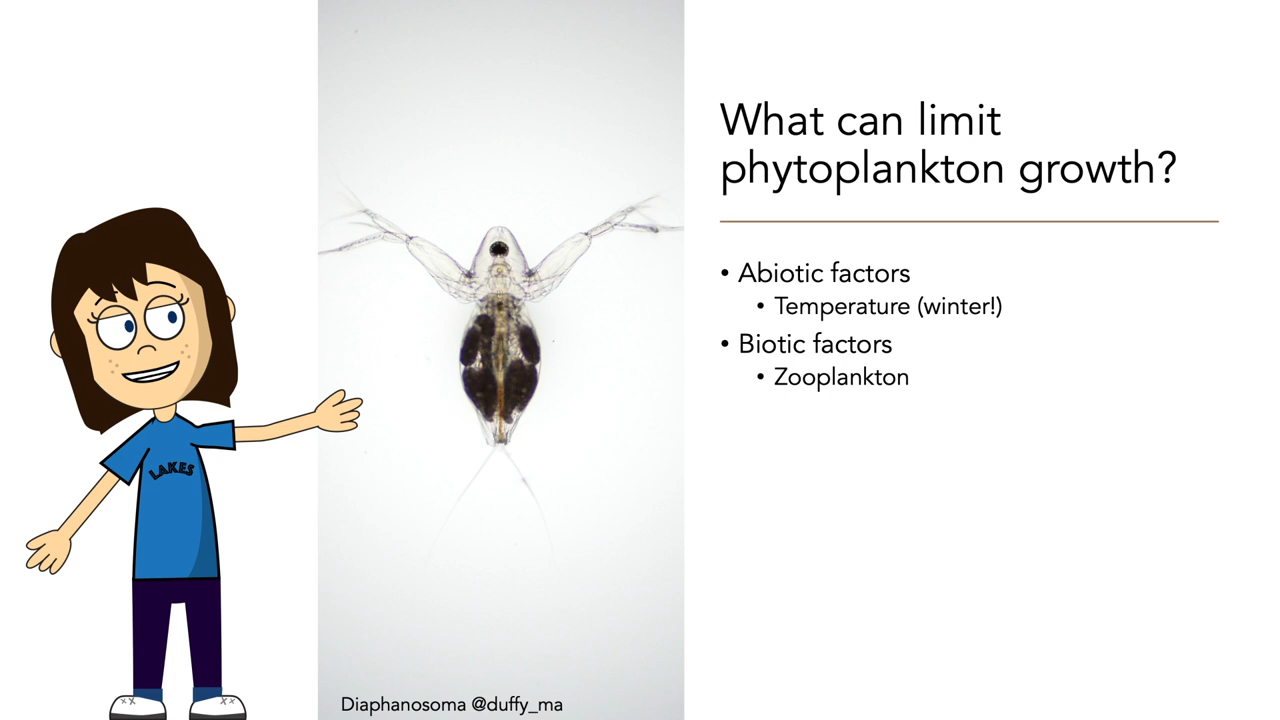 What can limit
phytoplankton growth?
• Abiotic factors
• Temperature (winter!)
• Biotic factors
• Zooplankton
LAKES
Diaphanosoma @duffy_ma